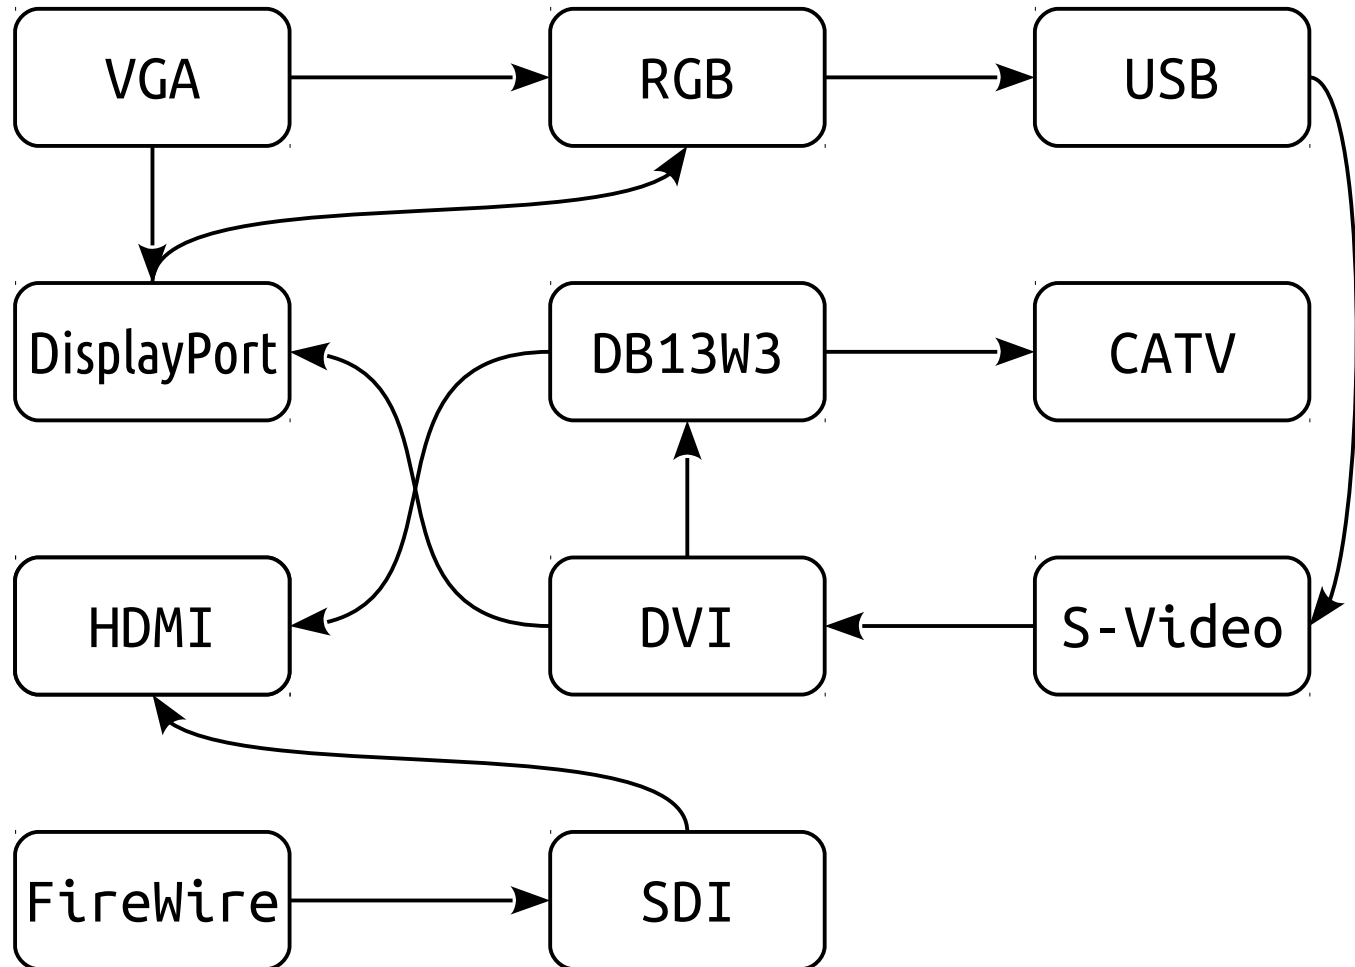 VGA
RGB
USB
DisplayPort
DB13W3
CATV
HDMI
DVI
S-Video
FireWire
SDI